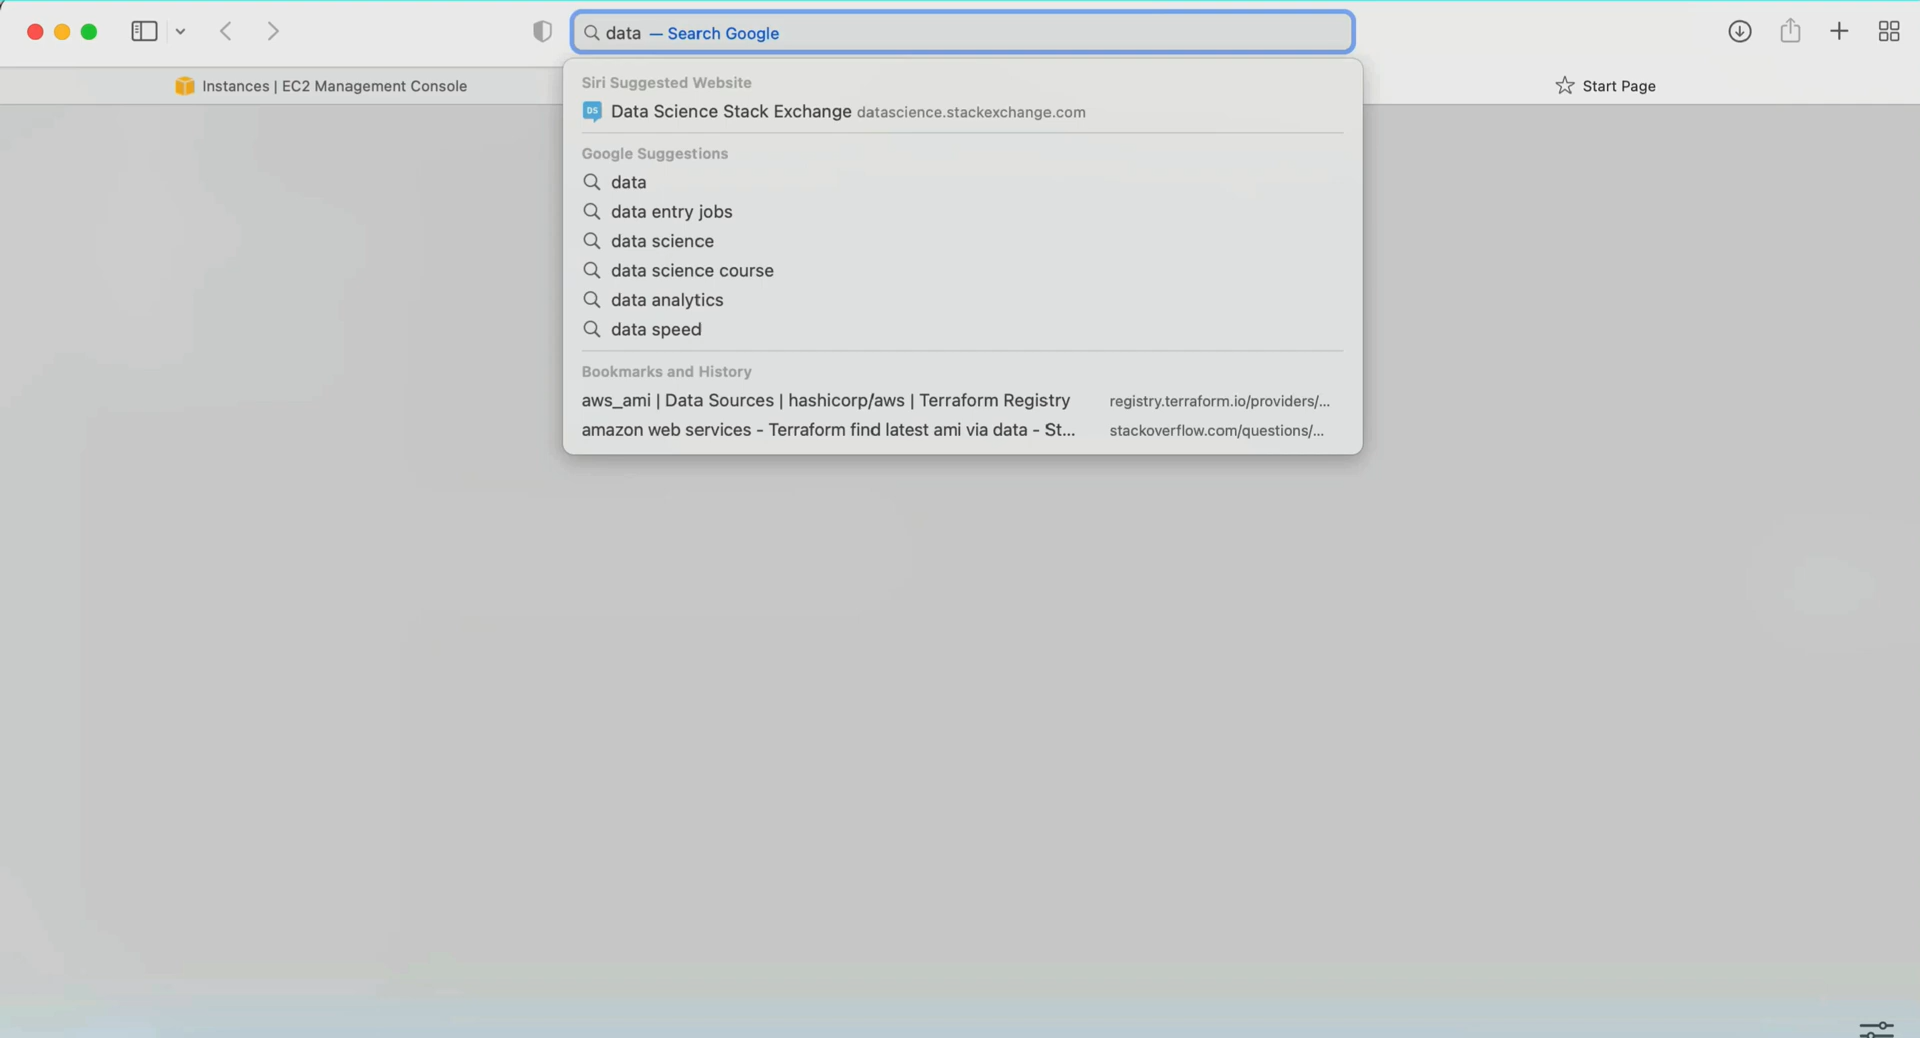 data — Search Google
Instances | EC2 Management Console
Start Page
Siri Suggested Website
DS Data Science Stack Exchange datascience.stackexchange.com
Google Suggestions
data
data entry jobs
data science
data science course
data analytics
data speed
Bookmarks and History
aws_ami | Data Sources | hashicorp/aws | Terraform Registry registry.terraform.io/providers/...
amazon web services - Terraform find latest ami via data - St... stackoverflow.com/questions/...